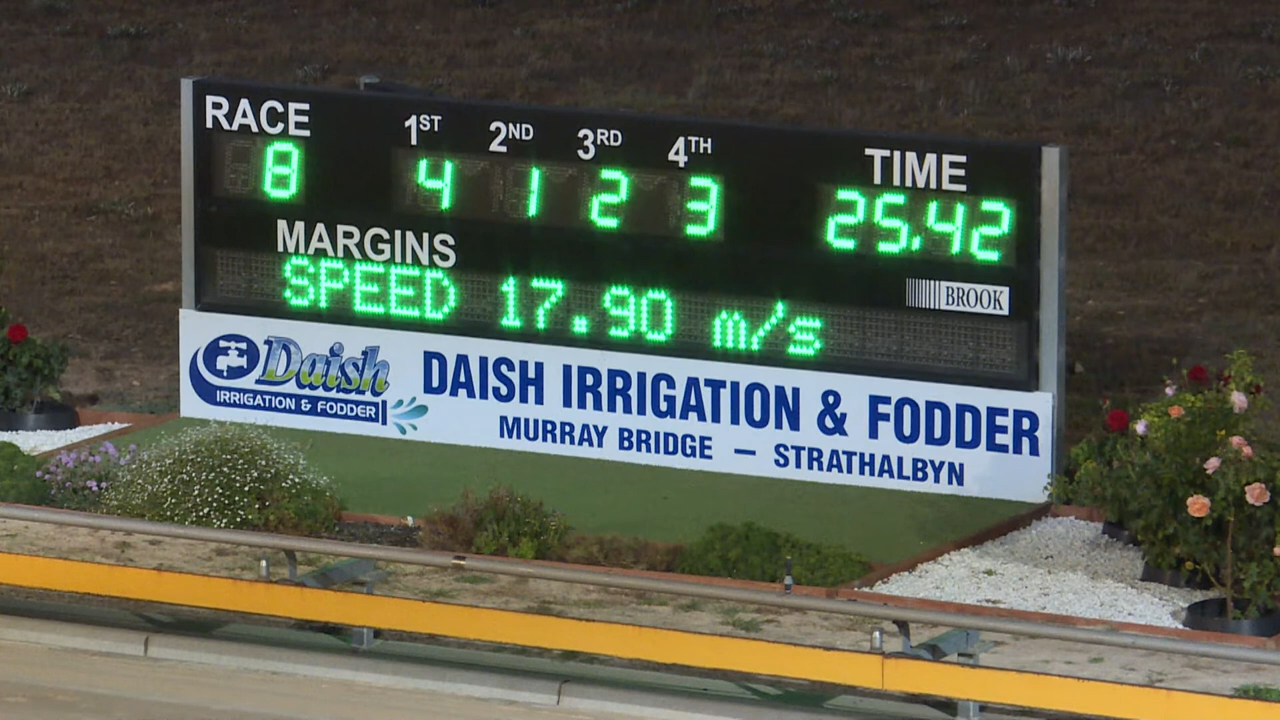 RACE 1ST 2ND 3RD 4TH TIME
8 4 1 2 3 25.42
MARGINS
SPEED 17.90 m/s
BROOK
Daish
IRRIGATION & FODDER
DAISH IRRIGATION & FODDER
MURRAY BRIDGE – STRATHALBYN